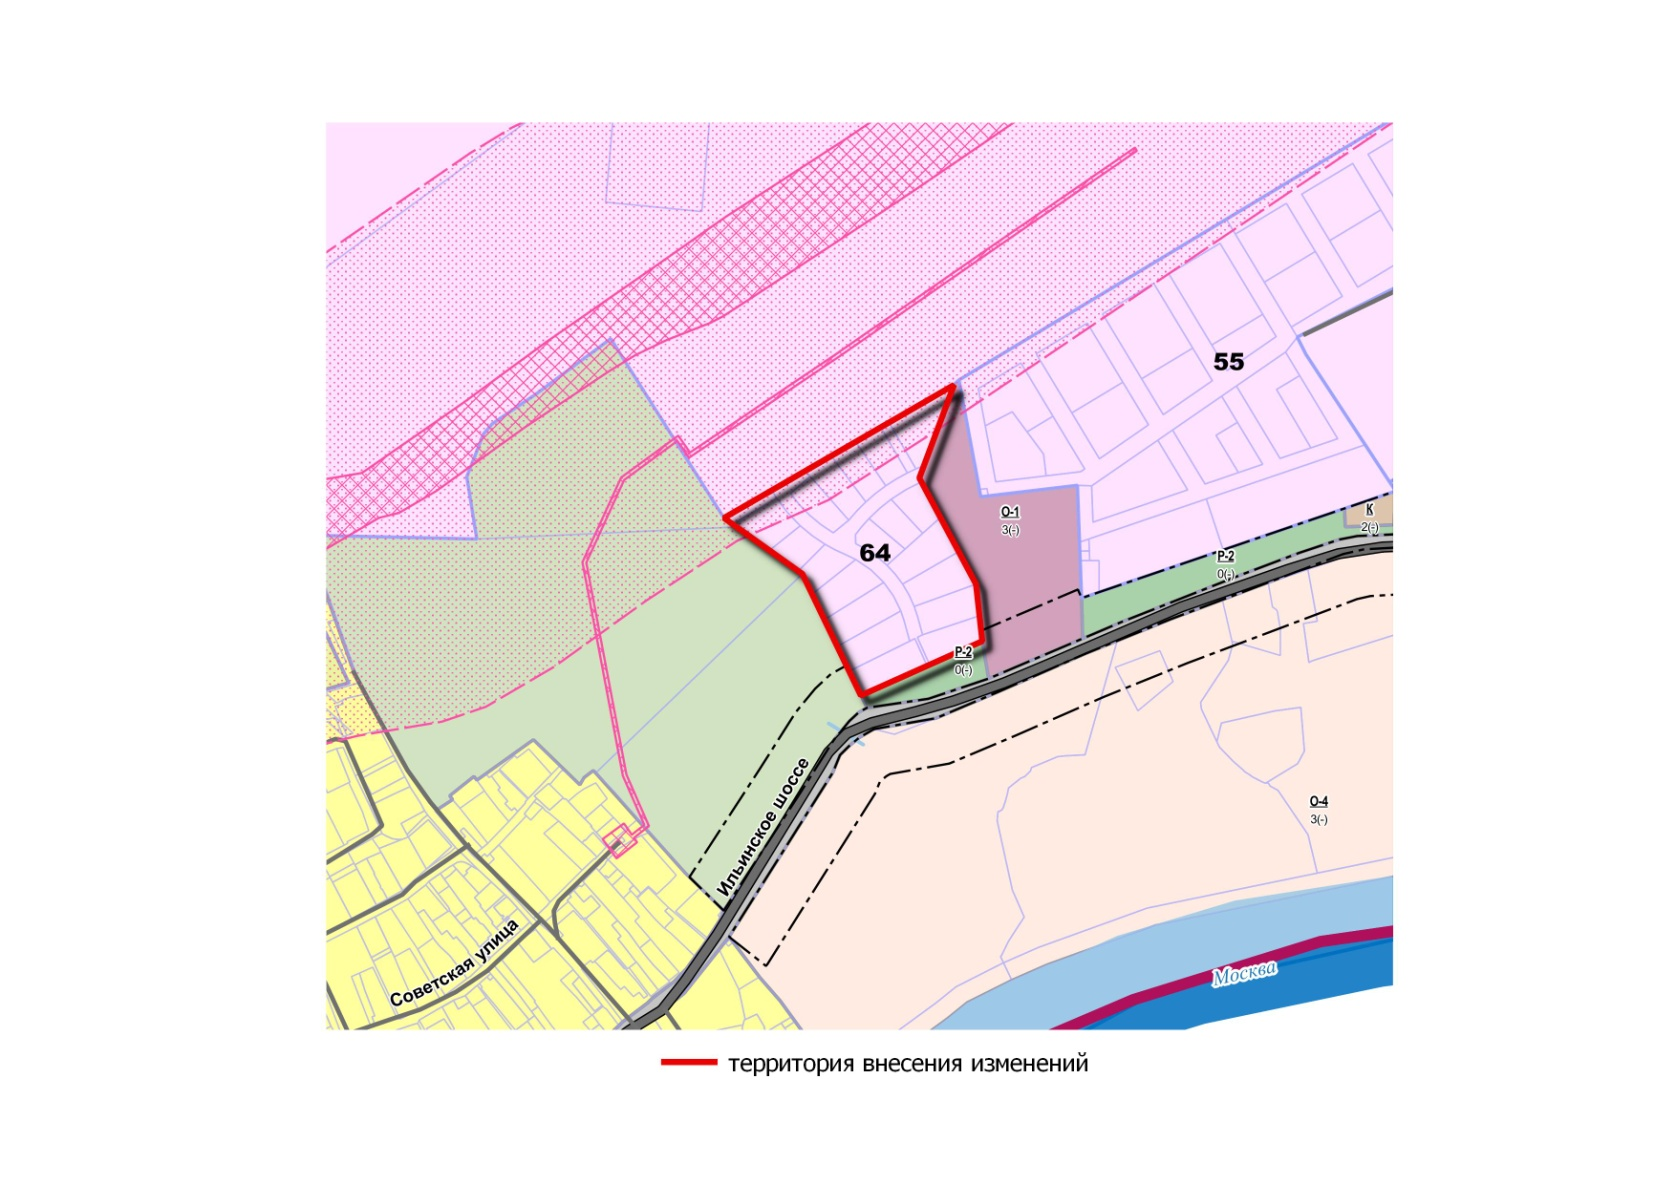 55
О-1
3(-)
К
2(-)
64
Р-2
0(-)
Р-2
0(-)
Ильинское шоссе
О-4
3(-)
Советская улица
Москва
территория внесения изменений